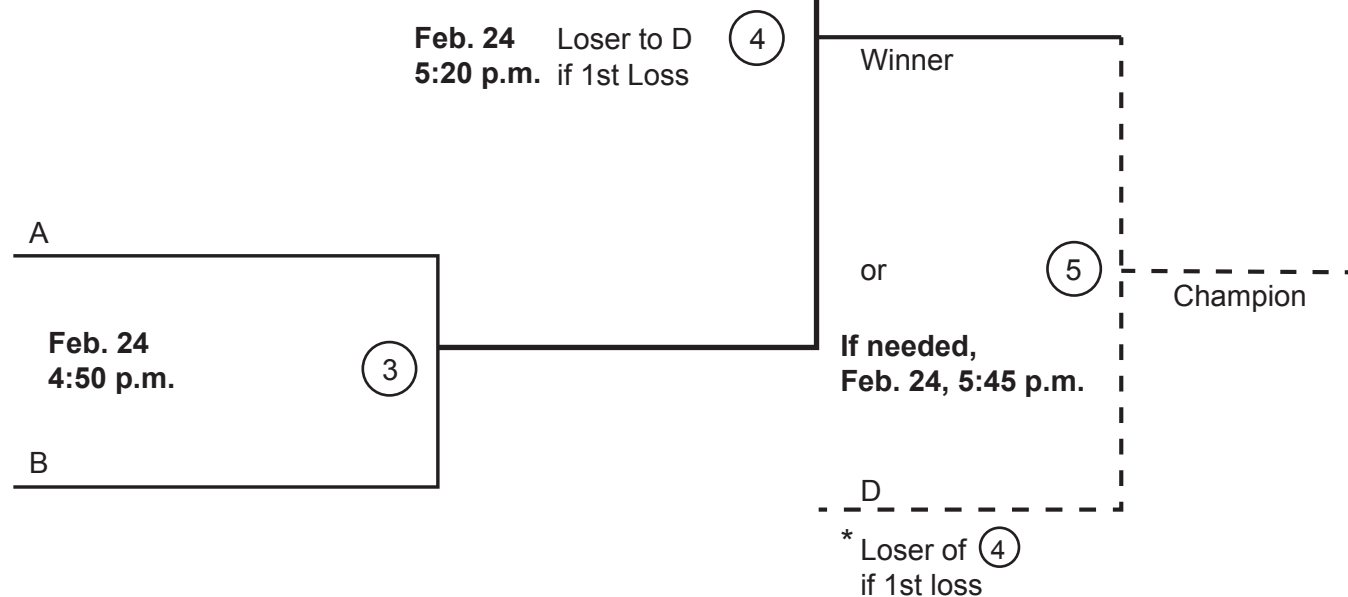 Feb. 24 Loser to D 4
5:20 p.m. if 1st Loss
Winner
A
or 5
Champion
Feb. 24
4:50 p.m.
3
If needed,
Feb. 24, 5:45 p.m.
B
D
* Loser of 4
if 1st loss